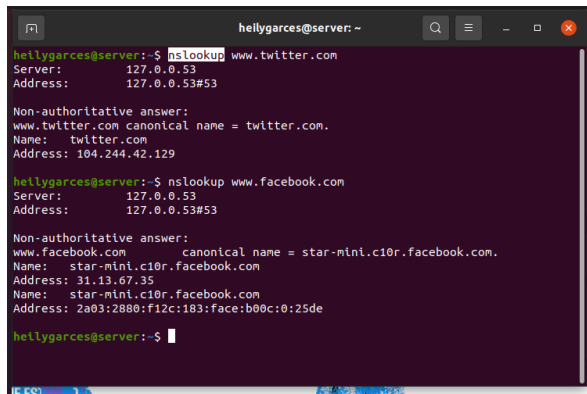 heilygarces@server: ~
heilygarces@server:~$ nslookup www.twitter.com
Server:         127.0.0.53
Address:        127.0.0.53#53
Non-authoritative answer:
www.twitter.com canonical name = twitter.com.
Name:   twitter.com
Address: 104.244.42.129
heilygarces@server:~$ nslookup www.facebook.com
Server:         127.0.0.53
Address:        127.0.0.53#53
Non-authoritative answer:
www.facebook.com        canonical name = star-mini.c10r.facebook.com.
Name:   star-mini.c10r.facebook.com
Address: 31.13.67.35
Name:   star-mini.c10r.facebook.com
Address: 2a03:2880:f12c:183:face:b00c:0:25de
heilygarces@server:~$